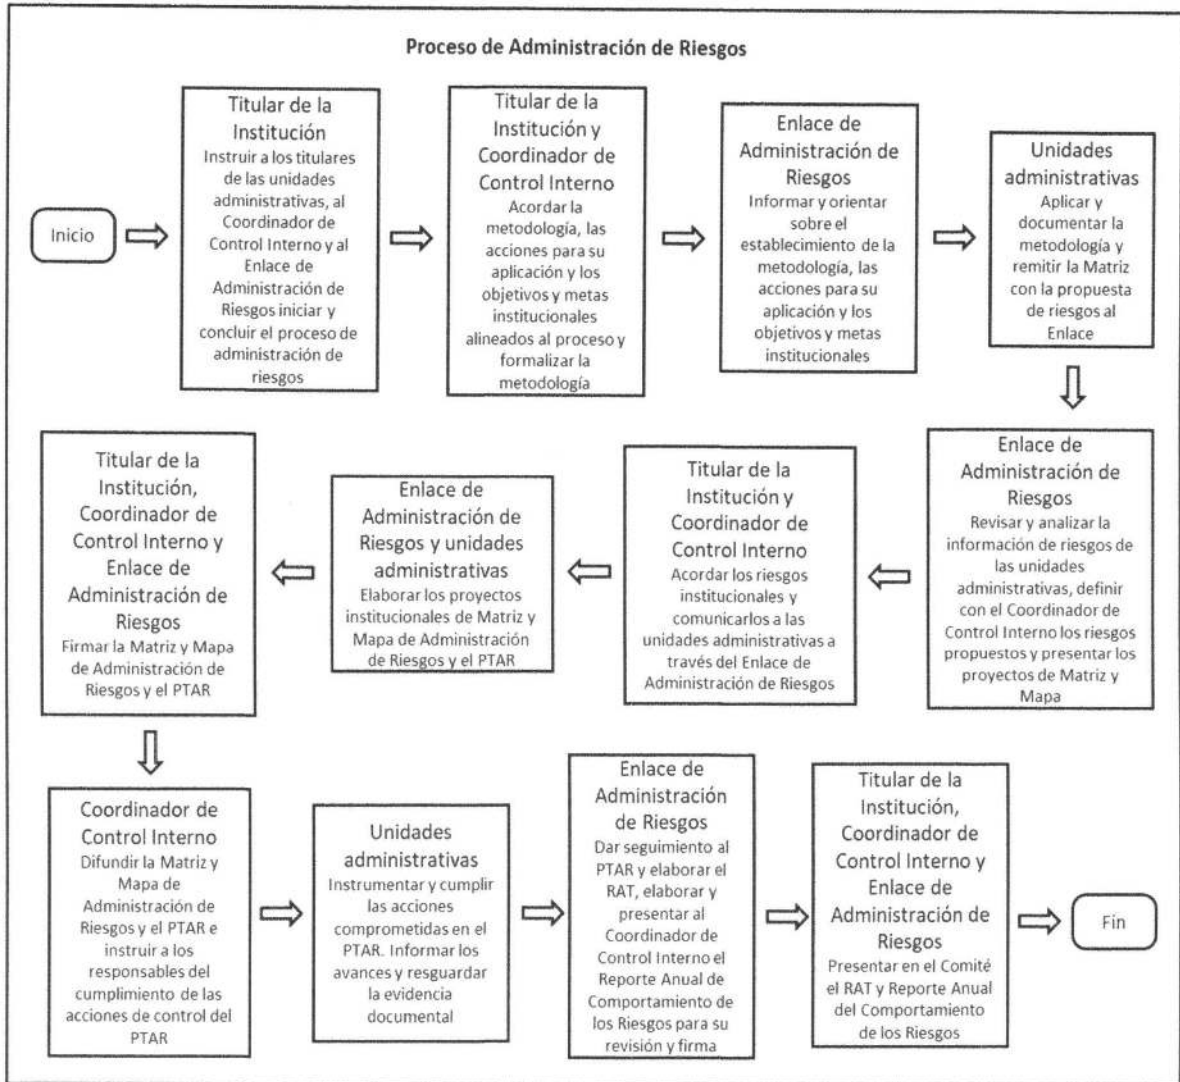 Proceso de Administración de Riesgos
Inicio
Titular de la
Institución
Instruir a los titulares
de las unidades
administrativas, al
Coordinador de
Control Interno y al
Enlace de
Administración de
Riesgos iniciar y
concluir el proceso de
administración de
riesgos
Titular de la
Institución y
Coordinador de
Control Interno
Acordar la
metodología, las
acciones para su
aplicación y los
objetivos y metas
institucionales
alineados al proceso y
formalizar la
metodología
Enlace de
Administración de
Riesgos
Informar y orientar
sobre el
establecimiento de la
metodología, las
acciones para su
aplicación y los
objetivos y metas
institucionales
Unidades
administrativas
Aplicar y
documentar la
metodología y
remitir la Matriz
con la propuesta
de riesgos al
Enlace
Enlace de
Administración de
Riesgos
Revisar y analizar la
información de riesgos de
las unidades
administrativas, definir
con el Coordinador de
Control Interno los riesgos
propuestos y presentar los
proyectos de Matriz y
Mapa
Titular de la
Institución y
Coordinador de
Control Interno
Acordar los riesgos
institucionales y
comunicarlos a las
unidades administrativas a
través del Enlace de
Administración de Riesgos
Enlace de
Administración de
Riesgos y unidades
administrativas
Elaborar los proyectos
institucionales de Matriz y
Mapa de Administración
de Riesgos y el PTAR
Titular de la
Institución,
Coordinador de
Control Interno y
Enlace de
Administración de
Riesgos
Firmar la Matriz y Mapa
de Administración de
Riesgos y el PTAR
Coordinador de
Control Interno
Difundir la Matriz y
Mapa de
Administración de
Riesgos y el PTAR e
instruir a los
responsables del
cumplimiento de las
acciones de control del
PTAR
Unidades
administrativas
Instrumentar y cumplir
las acciones
comprometidas en el
PTAR. Informar los
avances y resguardar
la evidencia
documental
Enlace de
Administración
de Riesgos
Dar seguimiento al
PTAR y elaborar el
RAT, elaborar y
presentar al
Coordinador de
Control Interno el
Reporte Anual de
Comportamiento de
los Riesgos para su
revisión y firma
Titular de la
Institución,
Coordinador de
Control Interno y
Enlace de
Administración de
Riesgos
Presentar en el Comité
el RAT y Reporte Anual
del Comportamiento
de los Riesgos
Fin